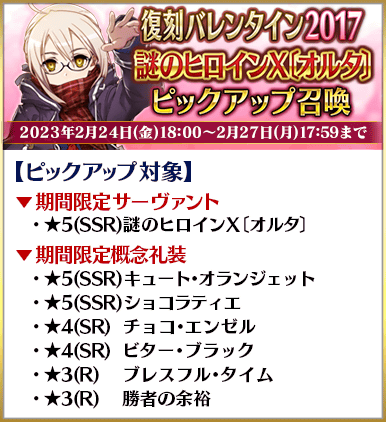 復刻バレンタイン2017
謎のヒロインX〔オルタ〕
ピックアップ召喚
2023年2月24日(金)18:00～2月27日(月)17:59まで
【ピックアップ対象】
▼期間限定サーヴァント
・★5(SSR)謎のヒロインX〔オルタ〕
▼期間限定概念礼装
・★5(SSR)キュート・オランジェット
・★5(SSR)ショコラティエ
・★4(SR) チョコ・エンゼル
・★4(SR) ビター・ブラック
・★3(R) ブレスフル・タイム
・★3(R) 勝者の余裕